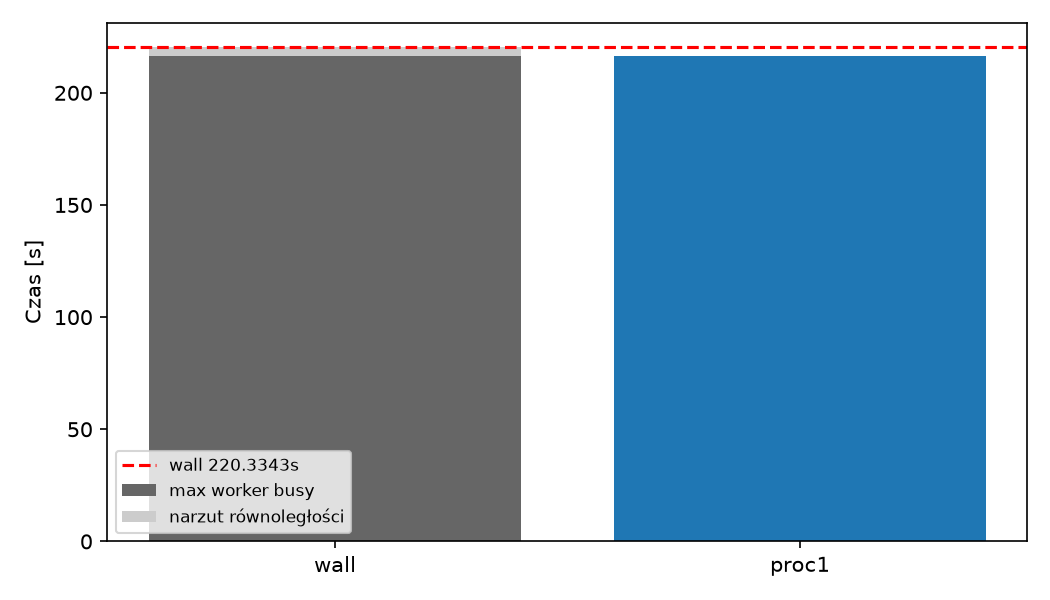 Czas [s]
200
150
100
50
0
wall 220.3343s
max worker busy
narzut równoległości
wall
proc1